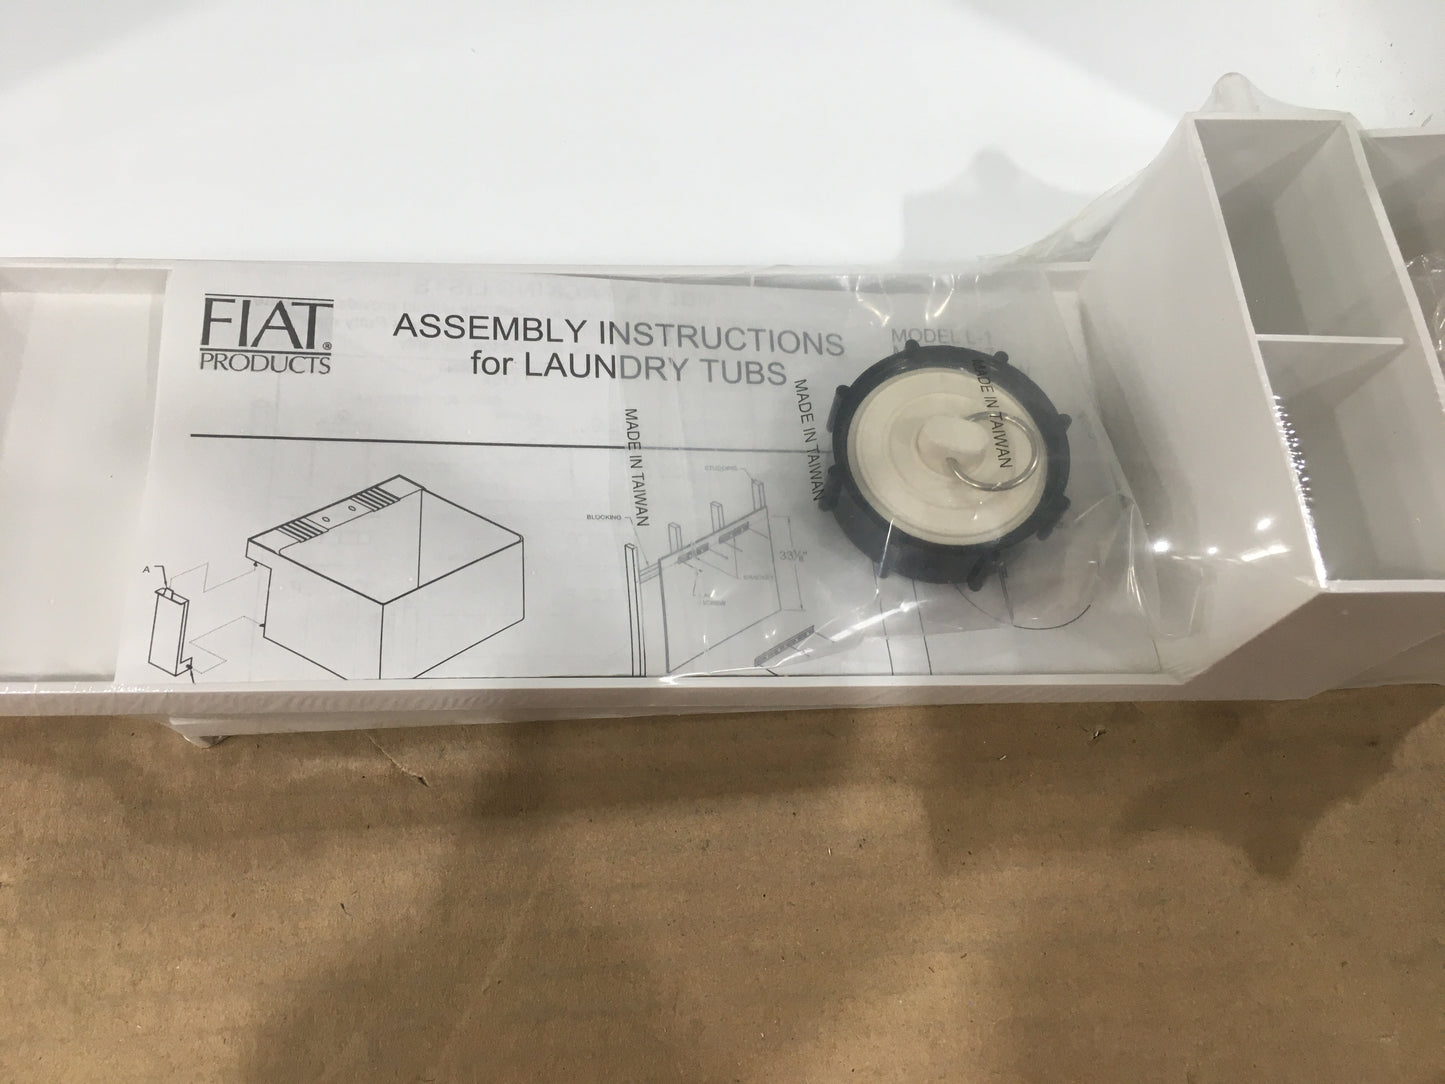 FIAT®
PRODUCTS
ASSEMBLY INSTRUCTIONS
for LAUNDRY TUBS
MODEL L-1
MADE IN TAIWAN
MADE IN TAIWAN
MADE IN TAIWAN
STUDDING
BLOCKING
33⅞"
BRACKET
SCREW
A